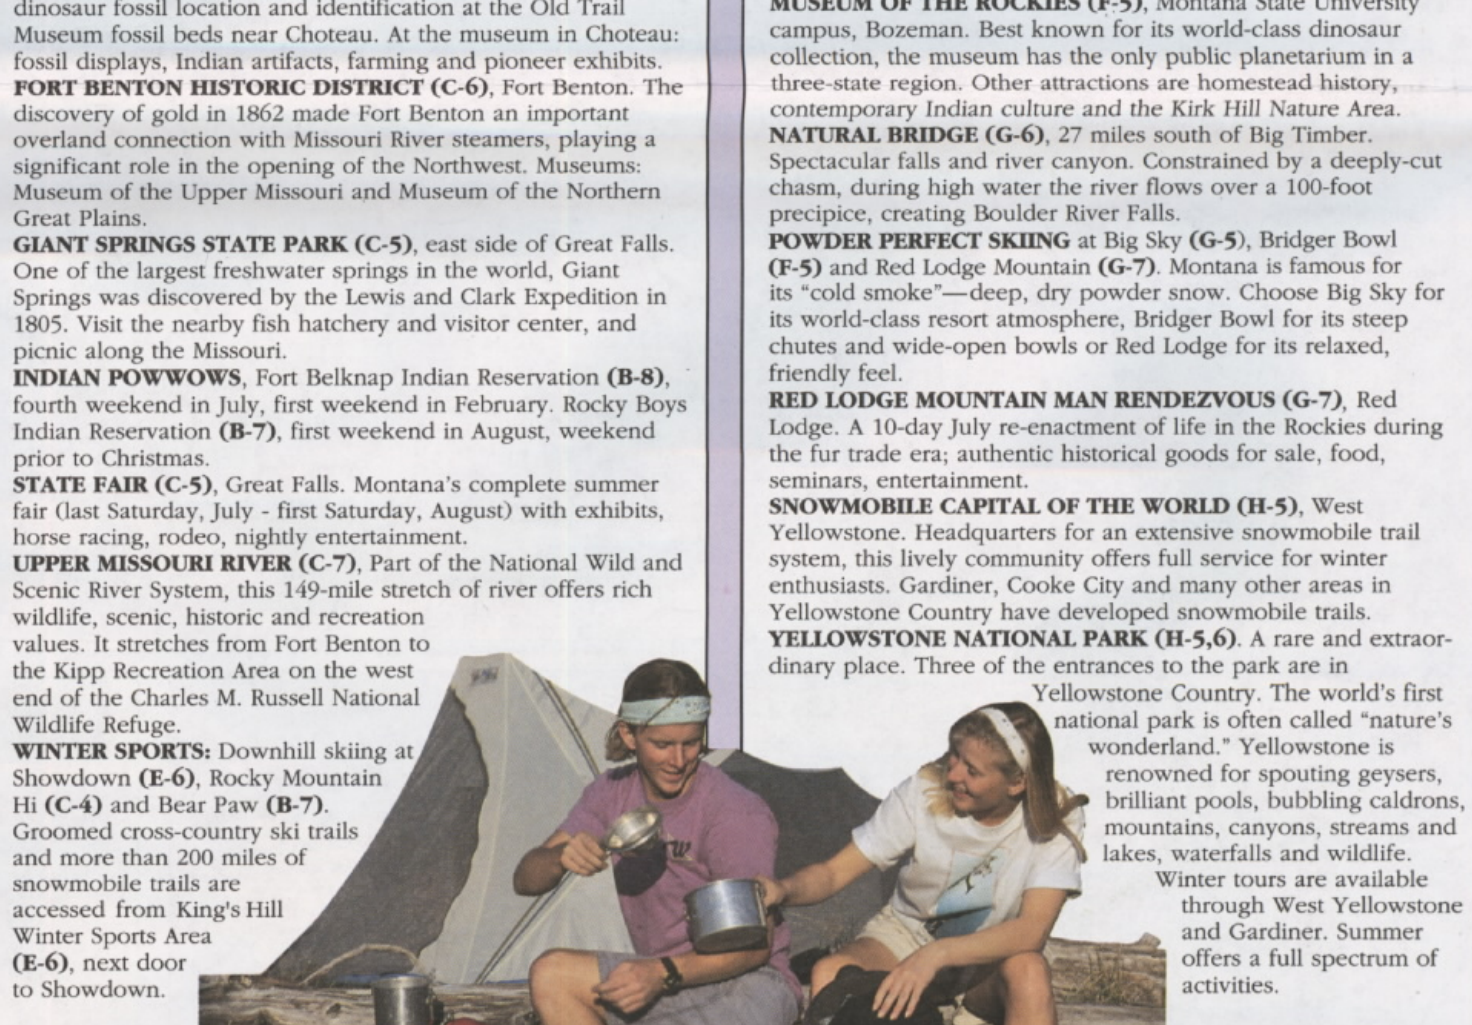 dinosaur fossil location and identification at the Old Trail
Museum fossil beds near Choteau. At the museum in Choteau:
fossil displays, Indian artifacts, farming and pioneer exhibits.
FORT BENTON HISTORIC DISTRICT (C-6), Fort Benton. The
discovery of gold in 1862 made Fort Benton an important
overland connection with Missouri River steamers, playing a
significant role in the opening of the Northwest. Museums:
Museum of the Upper Missouri and Museum of the Northern
Great Plains.
GIANT SPRINGS STATE PARK (C-5), east side of Great Falls.
One of the largest freshwater springs in the world, Giant
Springs was discovered by the Lewis and Clark Expedition in
1805. Visit the nearby fish hatchery and visitor center, and
picnic along the Missouri.
INDIAN POWWOWS, Fort Belknap Indian Reservation (B-8),
fourth weekend in July, first weekend in February. Rocky Boys
Indian Reservation (B-7), first weekend in August, weekend
prior to Christmas.
STATE FAIR (C-5), Great Falls. Montana's complete summer
fair (last Saturday, July - first Saturday, August) with exhibits,
horse racing, rodeo, nightly entertainment.
UPPER MISSOURI RIVER (C-7), Part of the National Wild and
Scenic River System, this 149-mile stretch of river offers rich
wildlife, scenic, historic and recreation
values. It stretches from Fort Benton to
the Kipp Recreation Area on the west
end of the Charles M. Russell National
Wildlife Refuge.
WINTER SPORTS: Downhill skiing at
Showdown (E-6), Rocky Mountain
Hi (C-4) and Bear Paw (B-7).
Groomed cross-country ski trails
and more than 200 miles of
snowmobile trails are
accessed from King's Hill
Winter Sports Area
(E-6), next door
to Showdown.
MUSEUM OF THE ROCKIES (F-5), Montana State University
campus, Bozeman. Best known for its world-class dinosaur
collection, the museum has the only public planetarium in a
three-state region. Other attractions are homestead history,
contemporary Indian culture and the Kirk Hill Nature Area.
NATURAL BRIDGE (G-6), 27 miles south of Big Timber.
Spectacular falls and river canyon. Constrained by a deeply-cut
chasm, during high water the river flows over a 100-foot
precipice, creating Boulder River Falls.
POWDER PERFECT SKIING at Big Sky (G-5), Bridger Bowl
(F-5) and Red Lodge Mountain (G-7). Montana is famous for
its "cold smoke"—deep, dry powder snow. Choose Big Sky for
its world-class resort atmosphere, Bridger Bowl for its steep
chutes and wide-open bowls or Red Lodge for its relaxed,
friendly feel.
RED LODGE MOUNTAIN MAN RENDEZVOUS (G-7), Red
Lodge. A 10-day July re-enactment of life in the Rockies during
the fur trade era; authentic historical goods for sale, food,
seminars, entertainment.
SNOWMOBILE CAPITAL OF THE WORLD (H-5), West
Yellowstone. Headquarters for an extensive snowmobile trail
system, this lively community offers full service for winter
enthusiasts. Gardiner, Cooke City and many other areas in
Yellowstone Country have developed snowmobile trails.
YELLOWSTONE NATIONAL PARK (H-5,6). A rare and extraor-
dinary place. Three of the entrances to the park are in
Yellowstone Country. The world's first
national park is often called "nature's
wonderland." Yellowstone is
renowned for spouting geysers,
brilliant pools, bubbling caldrons,
mountains, canyons, streams and
lakes, waterfalls and wildlife.
Winter tours are available
through West Yellowstone
and Gardiner. Summer
offers a full spectrum of
activities.